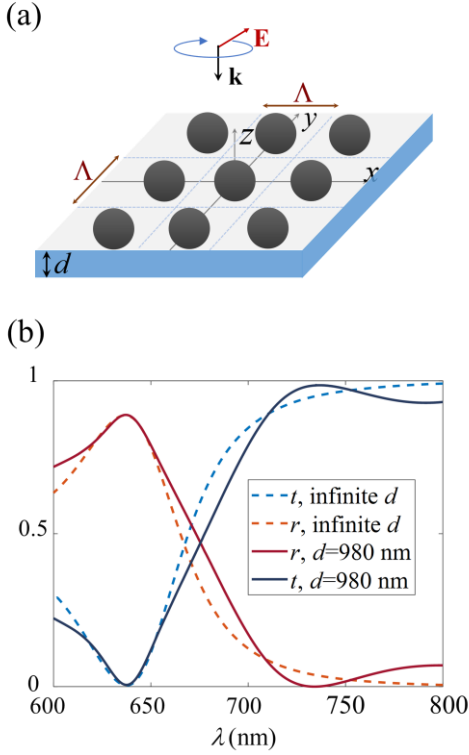 (a)
E
k
Λ
y
z
Λ
x
d
(b)
1
t, infinite d
r, infinite d
0.5
r, d=980 nm
t, d=980 nm
0
600 650 700 750 800
λ(nm)